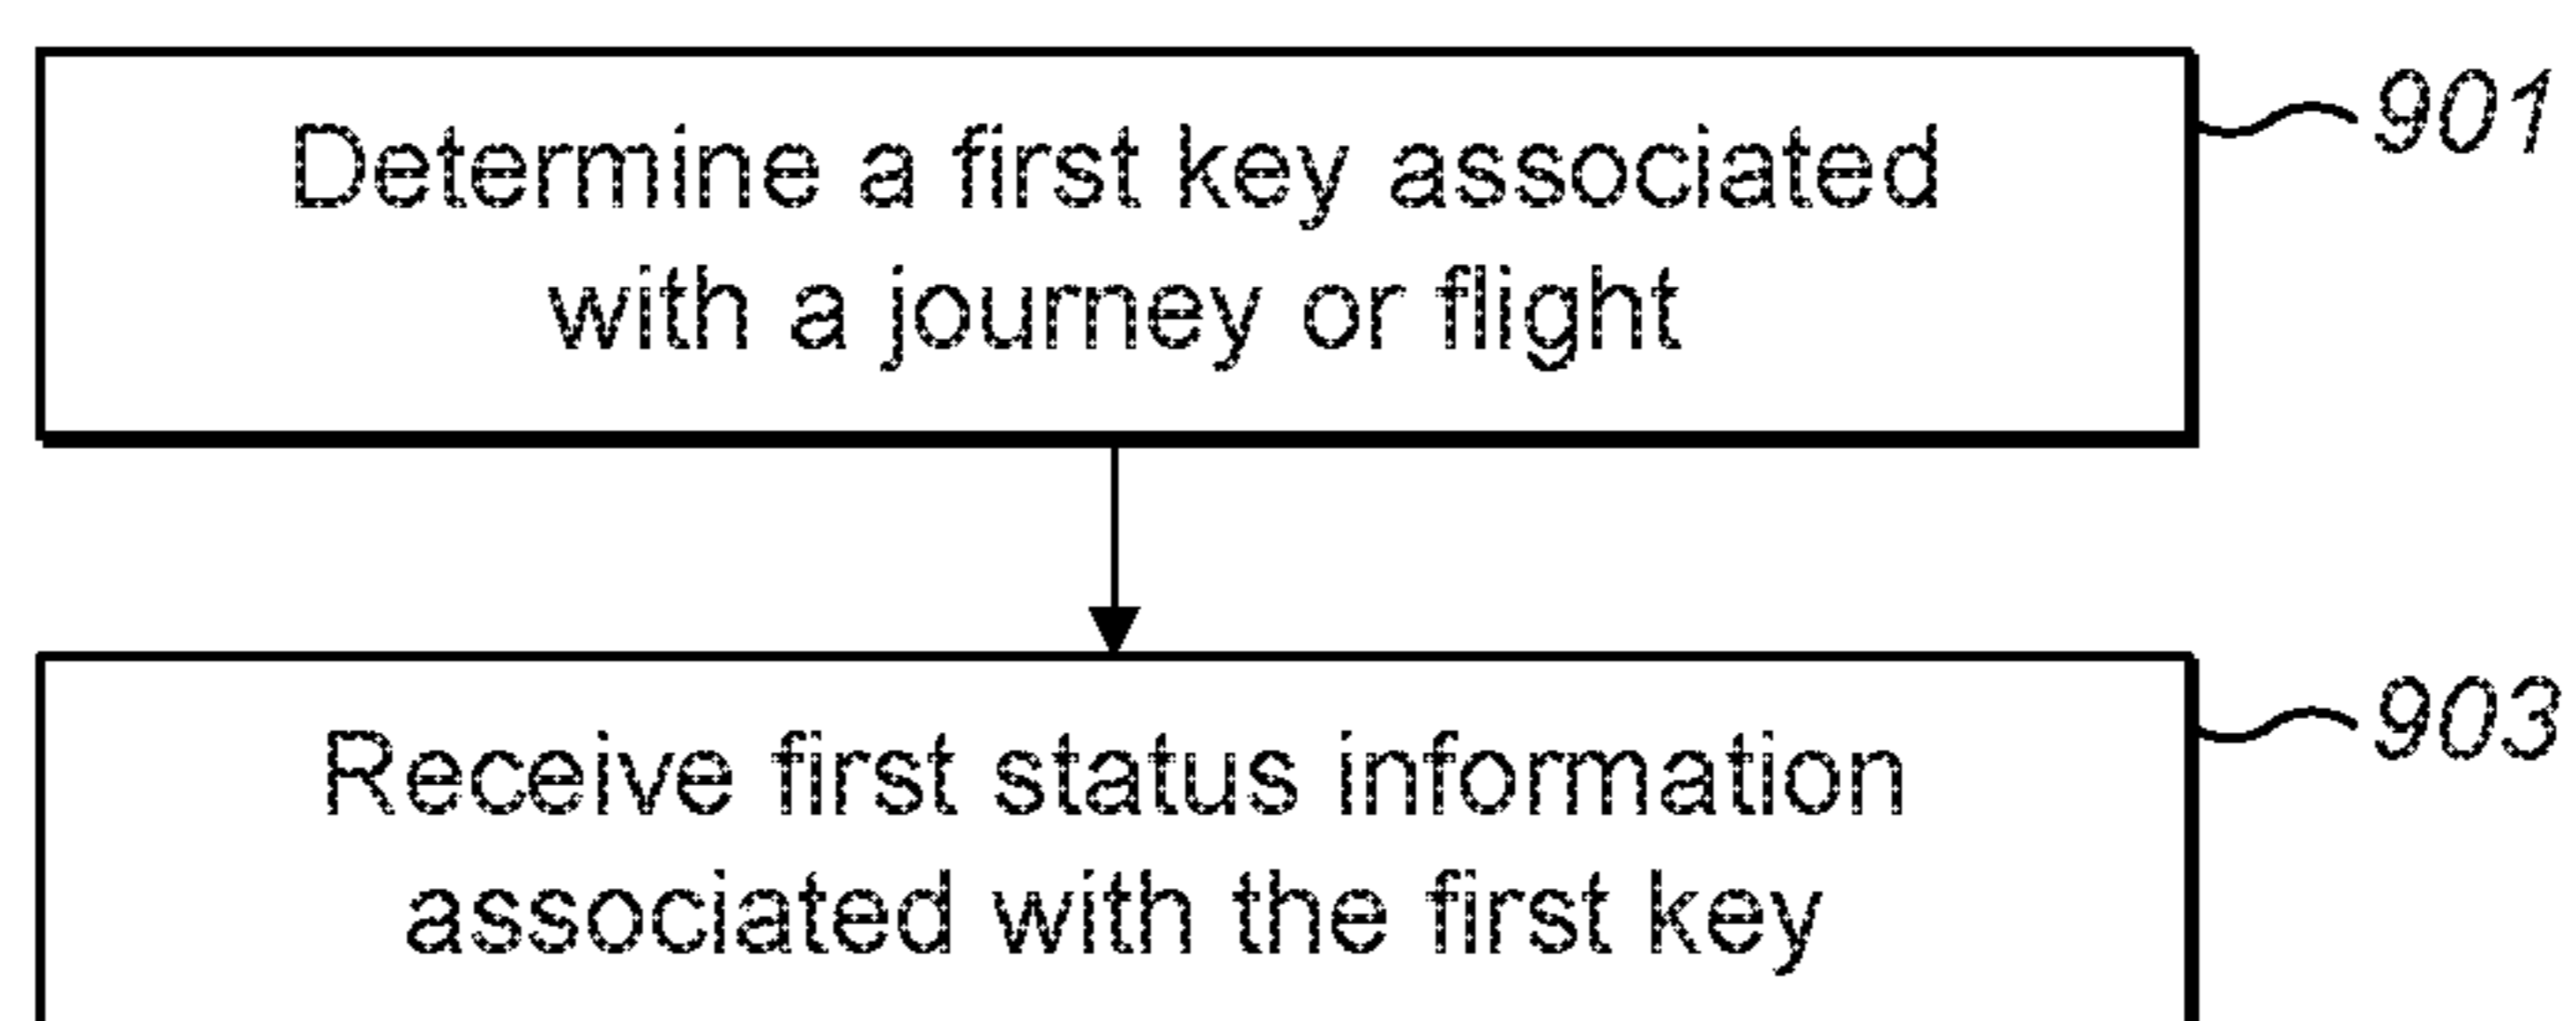 Determine a first key associated
with a journey or flight
901
Receive first status information
associated with the first key
903